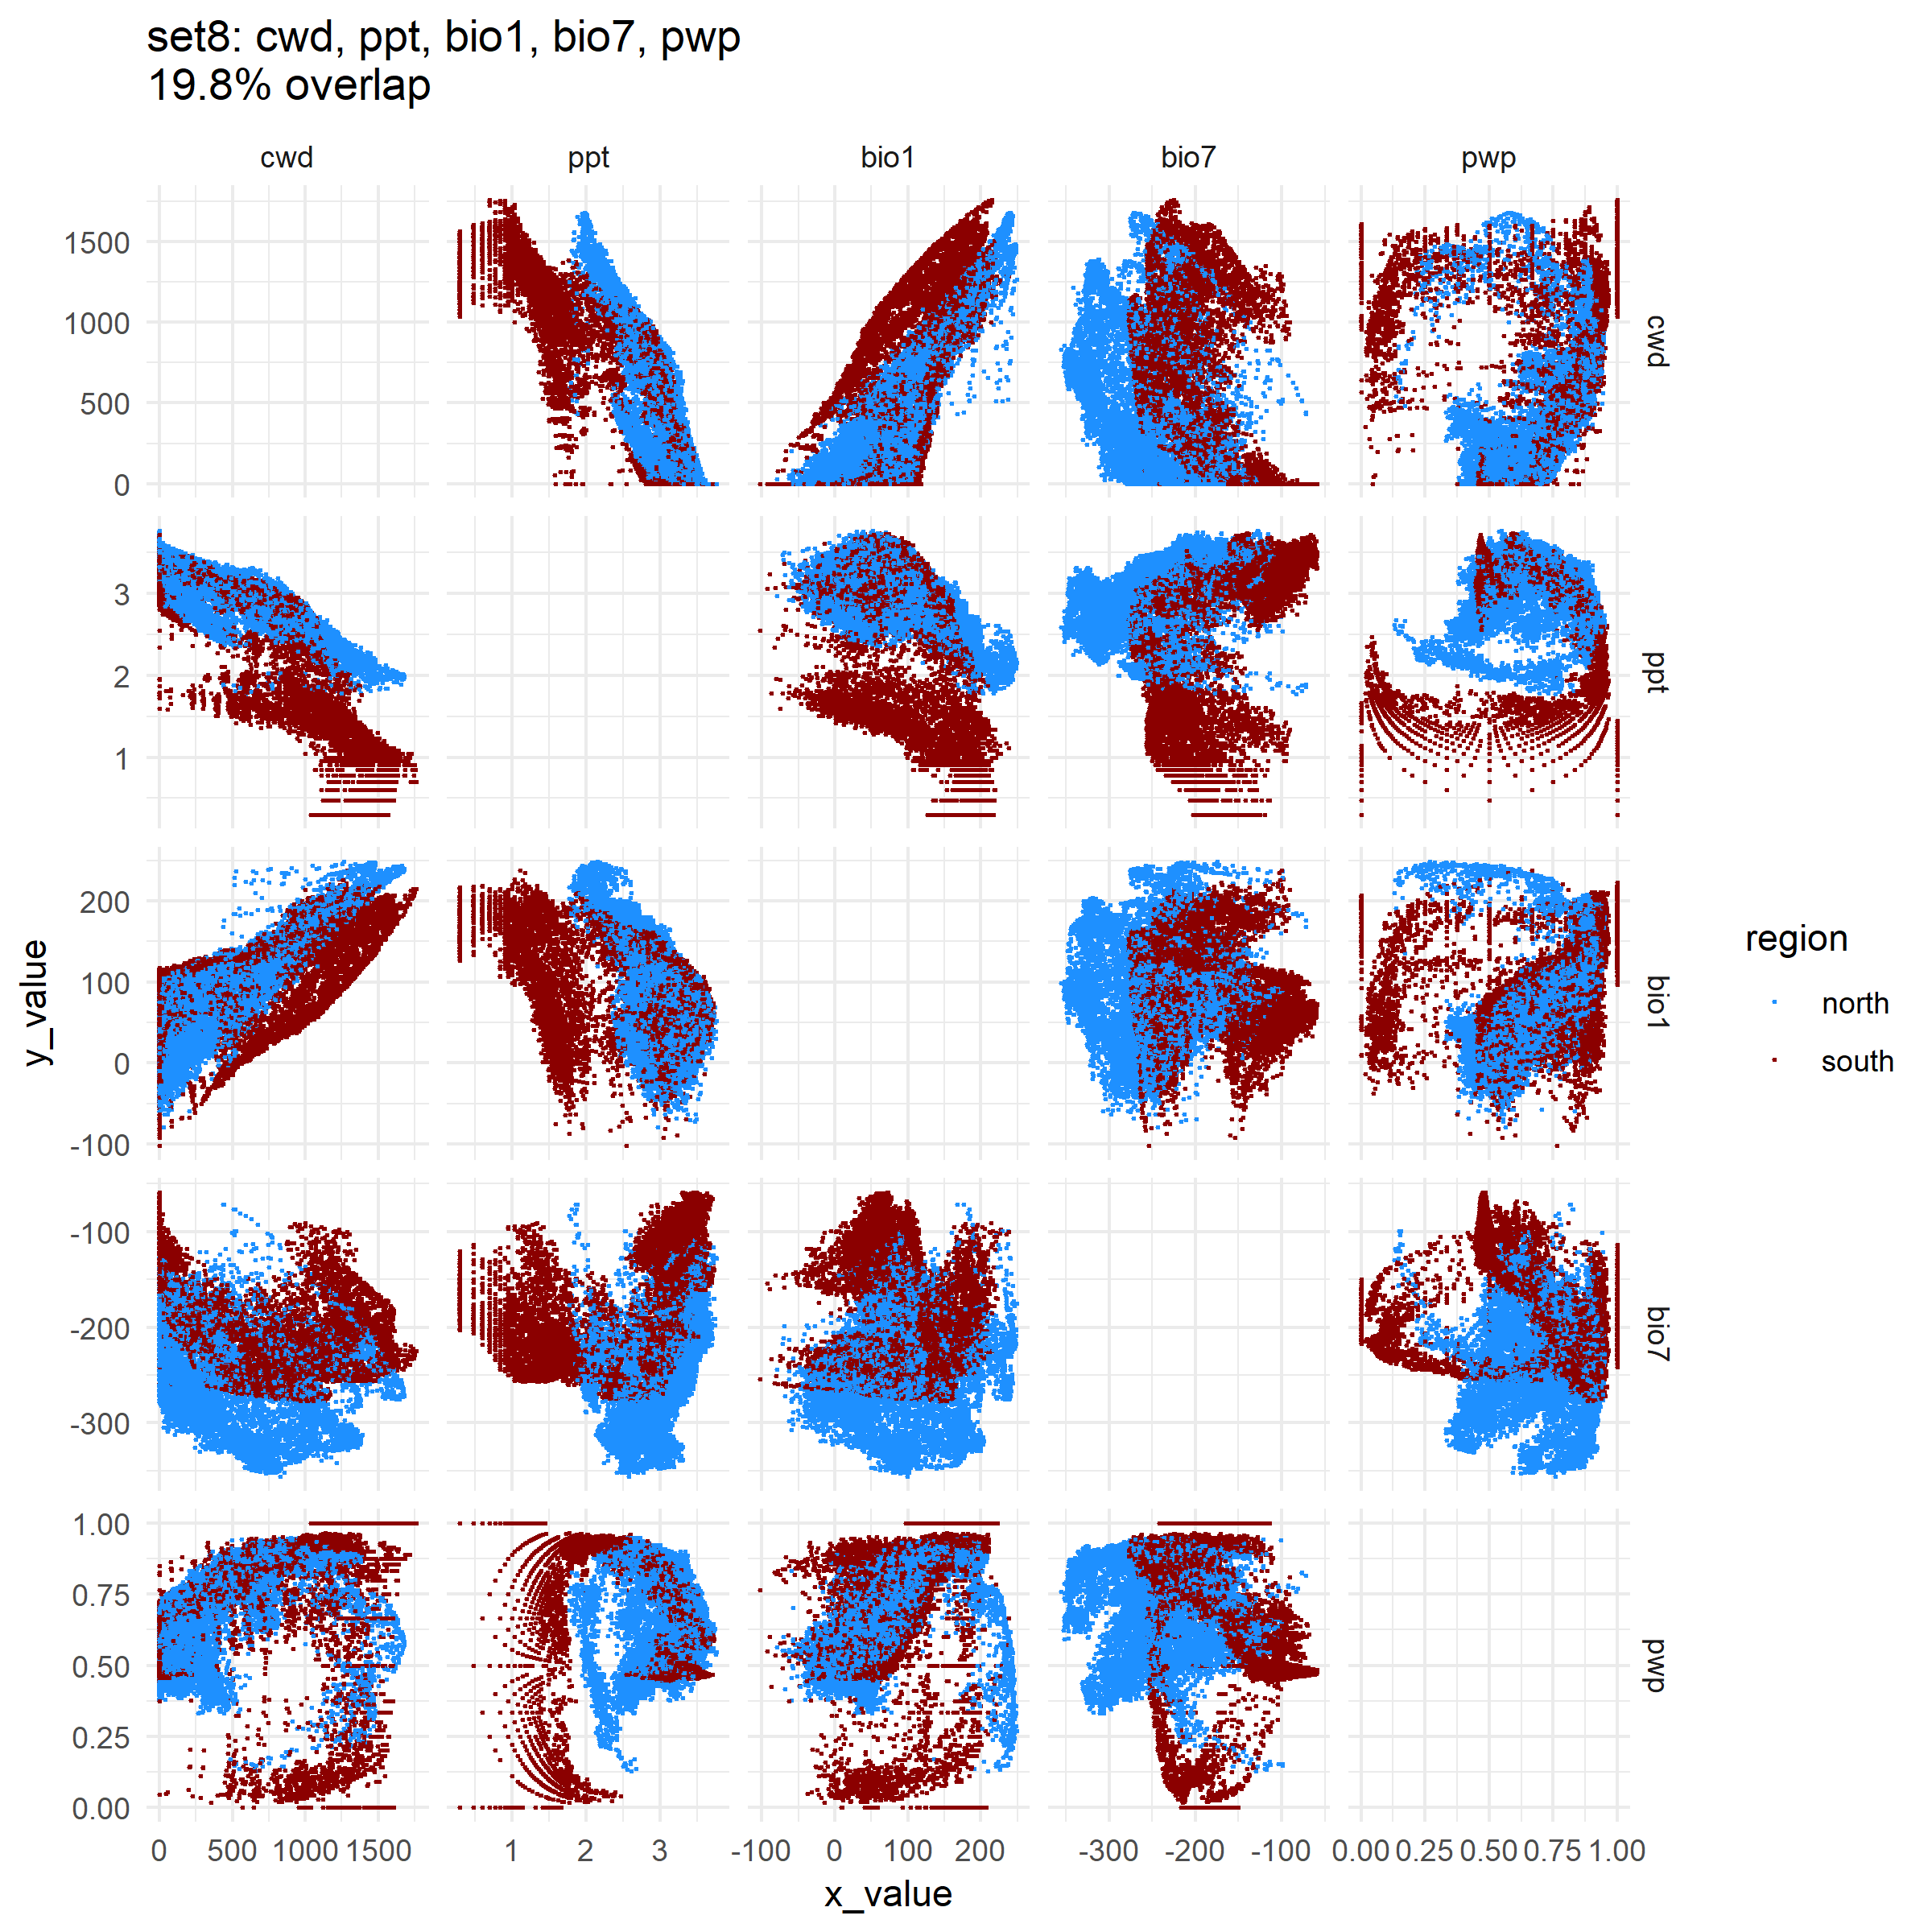 set8: cwd, ppt, bio1, bio7, pwp
19.8% overlap
cwd ppt bio1 bio7 pwp
1500
1000
500
0
cwd
3
2
1
ppt
200
100
0
-100
bio1
y_value
region
north
south
-100
-200
-300
bio7
1.00
0.75
0.50
0.25
0.00
pwp
0 500 1000 1500 1 2 3 -100 0 100 200 -300 -200 -100 0.00 0.25 0.50 0.75 1.00
x_value